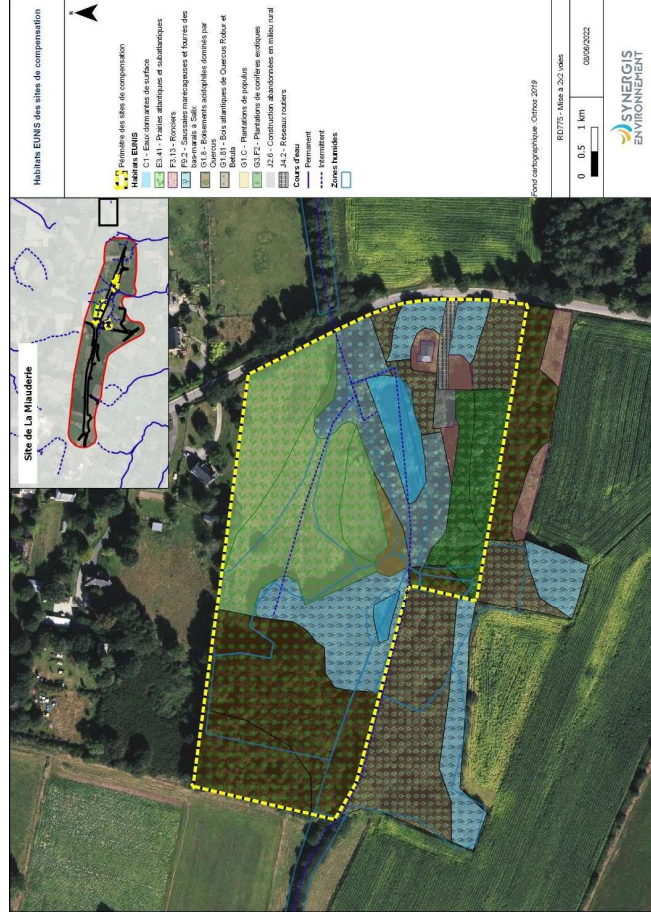 Habitats EUNIS des sites de compensation
Périmètre des sites de compensation
Habitats EUNIS
C1 - Eaux dormantes de surface
E3.41 - Prairies atlantiques et subatlantiques
F3.13 - Ronciers
F9.2 - Saussaies marécageuses et fourrés des
bas-marais à Salix
G1.8 - Boisements acidophiles dominés par
Quercus
G1.81 - Bois atlantiques de Quercus Robur et
Betula
G1.C - Plantations de populus
G3.F2 - Plantations de conifères exotiques
J2.6 - Construction abandonnées en milieu rural
J4.2 - Réseaux routiers
Cours d'eau
Permanent
Intermittent
Zones humides
Fond cartographique : Orthos 2019
RD775 - Mise à 2x2 voies
0 0.5 1 km
08/06/2022
SYNERGIS
ENVIRONNEMENT
Site de La Miauderie